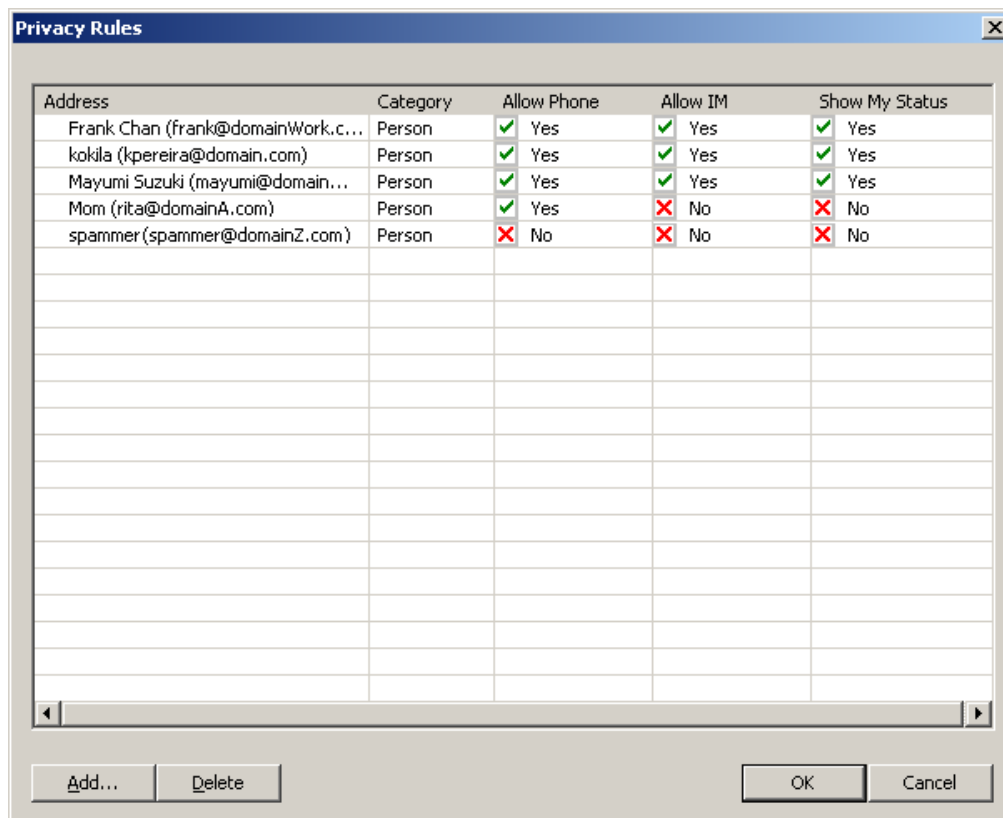 Privacy Rules
Address Category Allow Phone Allow IM Show My Status
Frank Chan (frank@domainWork.c... Person Yes Yes Yes
kokila (kpereira@domain.com) Person Yes Yes Yes
Mayumi Suzuki (mayumi@domain... Person Yes Yes Yes
Mom (rita@domainA.com) Person Yes No No
spammer(spammer@domainZ.com) Person No No No
Add... Delete OK Cancel